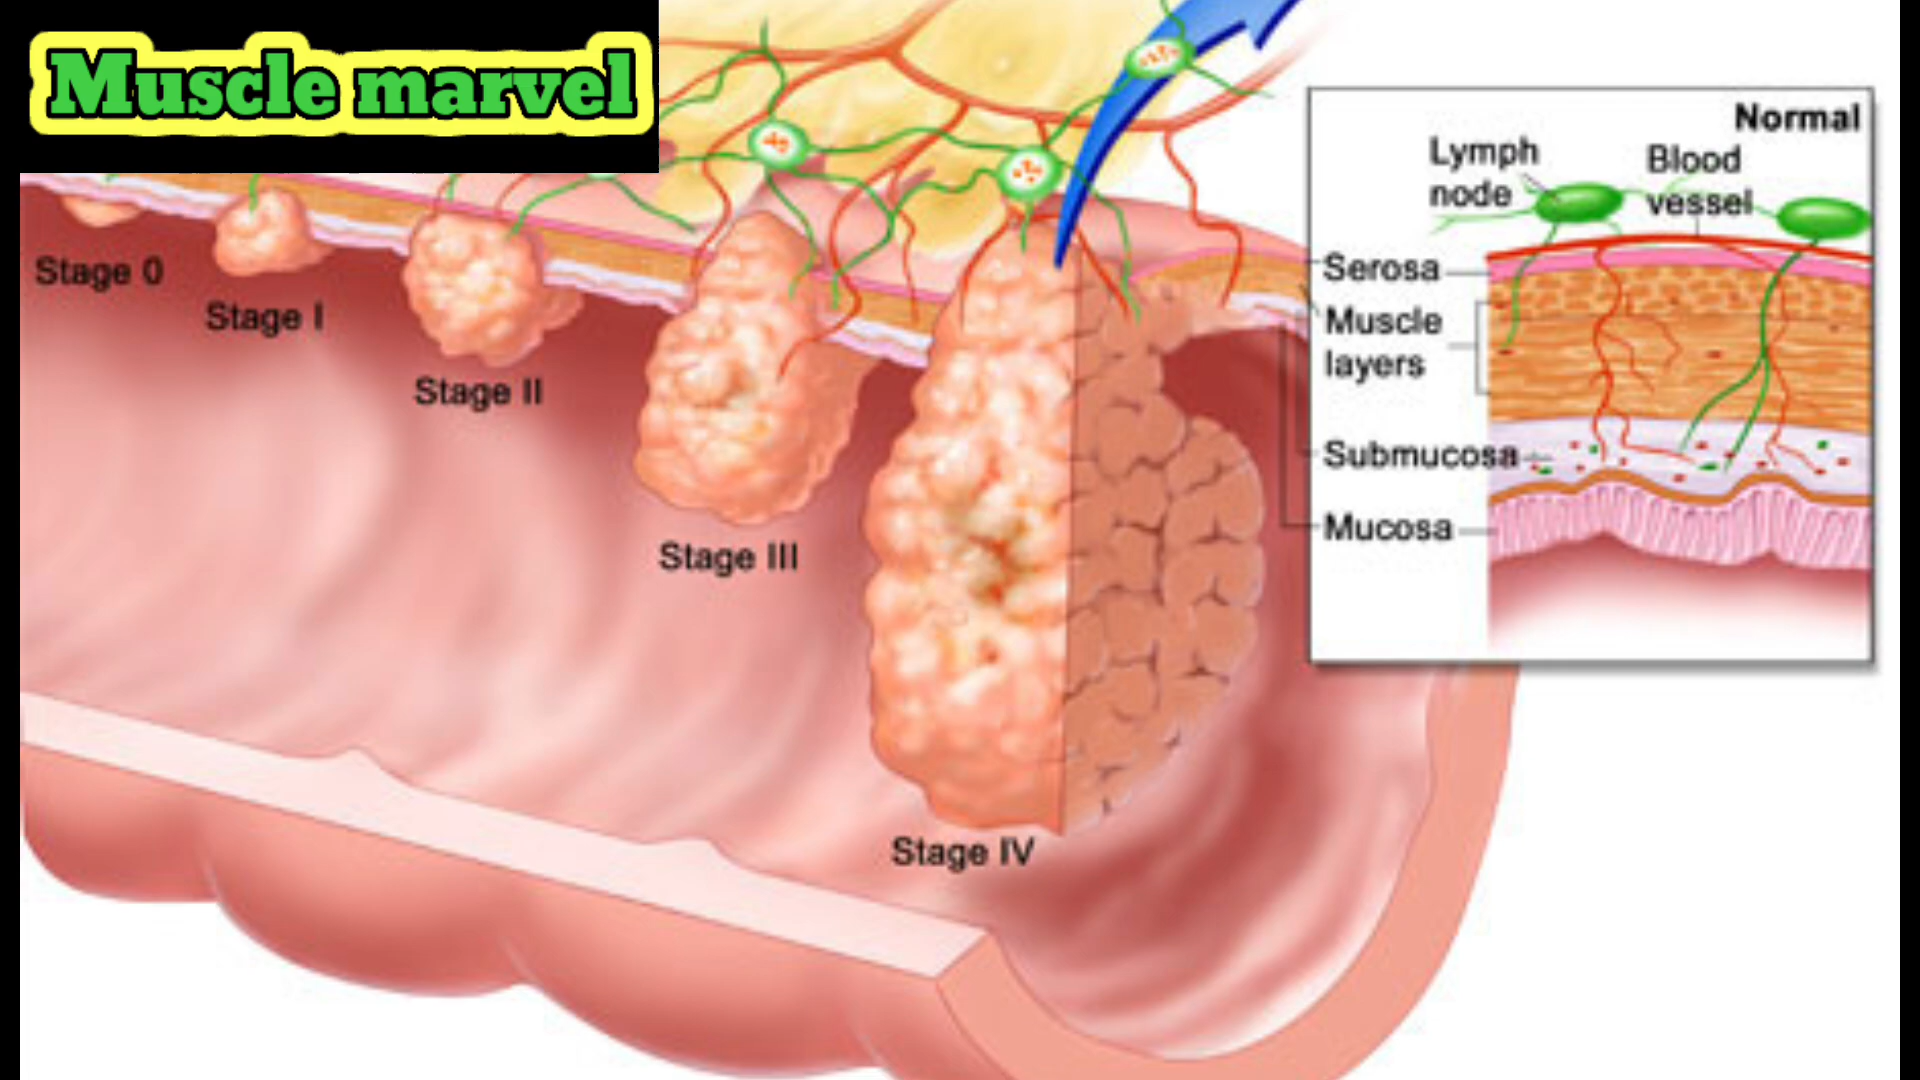 Muscle marvel
Stage 0
Stage I
Stage II
Stage III
Stage IV
Normal
Lymph
node
Blood
vessel
Serosa
Muscle
layers
Submucosa
Mucosa